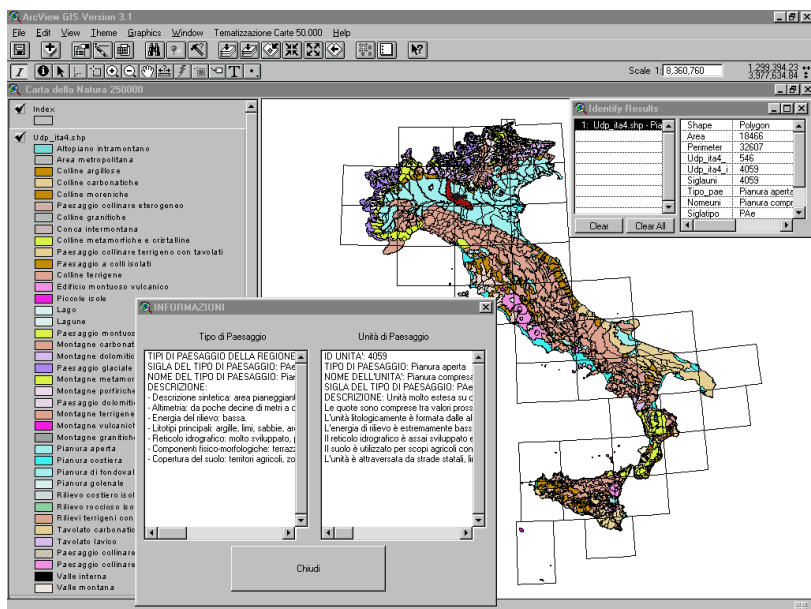 ArcView GIS Version 3.1
File Edit View Theme Graphics Window Tematizzazione Carte 50.000 Help
Scale 1: 8,360,760
1,299,394.23
3,977,634.84
Carta della Natura 250000
Index
Udp_ita4.shp
Altopiano intramontano
Area metropolitana
Colline argillose
Colline carbonatiche
Colline moreniche
Paesaggio collinare eterogeneo
Colline granitiche
Conca intermontana
Colline metamorfiche e cristalline
Paesaggio collinare terrigeno con tavolati
Paesaggio a colli isolati
Colline terrigene
Edificio montuoso vulcanico
Piccole isole
Lago
Lagune
Paesaggio montuos
Montagne carbonat
Montagne dolomitic
Paesaggio glaciale
Montagne metamor
Montagne porfiriche
Paesaggio dolomitic
Montagne terrigene
Montagne vulcanich
Montagne granitich
Pianura aperta
Pianura costiera
Pianura di fondoval
Pianura golenale
Rilievo costiero isol
Rilievo roccioso iso
Rilievi terrigeni con
Tavolato carbonatic
Tavolato lavico
Paesaggio collinare
Paesaggio collinare
Valle interna
Valle montana
Identify Results
1: Udp_ita4.shp - Pia
Shape Polygon
Area 18466
Perimeter 32607
Udp_ita4_ 546
Udp_ita4_i 4059
Siglauni 4059
Tipo_pae Pianura aperta
Nomeuni Pianura compr
Siglatipo PAe
Clear Clear All
INFORMAZIONI
Tipo di Paesaggio
TIPI DI PAESAGGIO DELLA REGIONE
SIGLA DEL TIPO DI PAESAGGIO: PAe
NOME DEL TIPO DI PAESAGGIO: Pian
DESCRIZIONE:
- Descrizione sintetica: area pianeggiant
- Altimetria: da poche decine di metri a c
- Energia del rilievo: bassa.
- Litotipi principali: argille, limi, sabbie, ar
- Reticolo idrografico: molto sviluppato, p
- Componenti fisico-morfologiche: terrazz
- Copertura del suolo: territori agricoli, zo
Unità di Paesaggio
ID UNITA': 4059
TIPO DI PAESAGGIO: Pianura aperta
NOME DELL'UNITA': Pianura compresa
SIGLA DEL TIPO DI PAESAGGIO: PAe
DESCRIZIONE: Unità molto estesa su c
Le quote sono comprese tra valori pross
L'unità litologicamente è formata dalle al
L'energia di rilievo è estremamente bass
Il reticolo idrografico è assai sviluppato e
Il suolo è utilizzato per scopi agricoli con
L'unità è attraversata da strade statali, lin
Chiudi